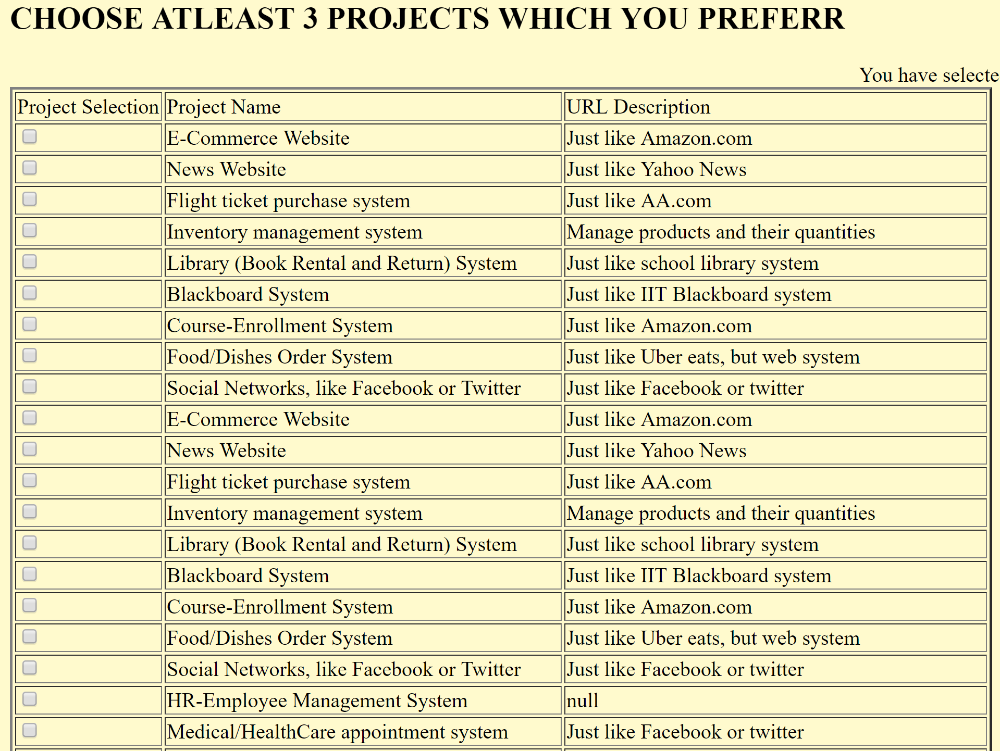 CHOOSE ATLEAST 3 PROJECTS WHICH YOU PREFERR
You have selecte
Project Selection Project Name URL Description
E-Commerce Website Just like Amazon.com
News Website Just like Yahoo News
Flight ticket purchase system Just like AA.com
Inventory management system Manage products and their quantities
Library (Book Rental and Return) System Just like school library system
Blackboard System Just like IIT Blackboard system
Course-Enrollment System Just like Amazon.com
Food/Dishes Order System Just like Uber eats, but web system
Social Networks, like Facebook or Twitter Just like Facebook or twitter
E-Commerce Website Just like Amazon.com
News Website Just like Yahoo News
Flight ticket purchase system Just like AA.com
Inventory management system Manage products and their quantities
Library (Book Rental and Return) System Just like school library system
Blackboard System Just like IIT Blackboard system
Course-Enrollment System Just like Amazon.com
Food/Dishes Order System Just like Uber eats, but web system
Social Networks, like Facebook or Twitter Just like Facebook or twitter
HR-Employee Management System null
Medical/HealthCare appointment system Just like Facebook or twitter